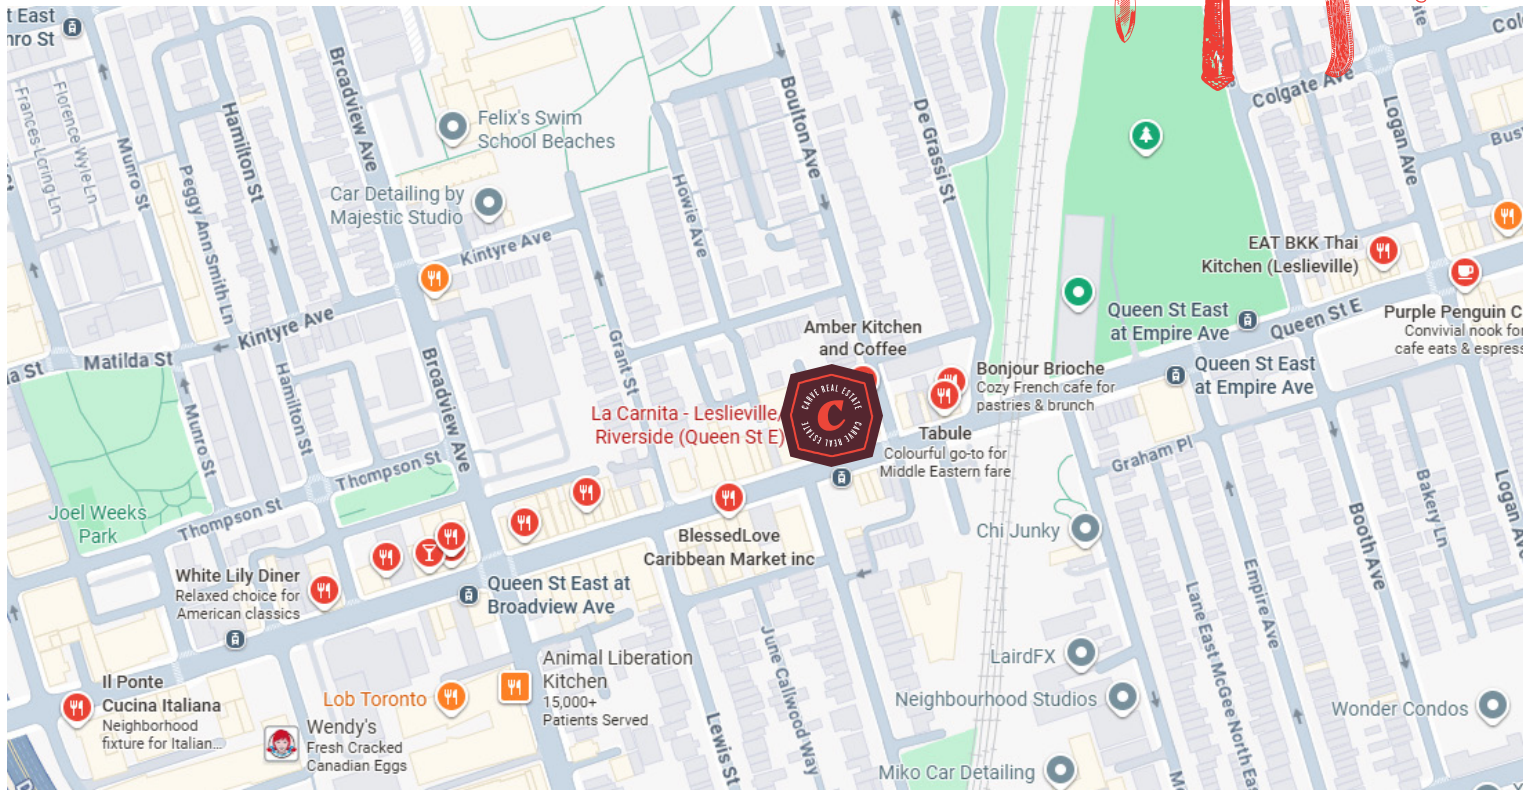 t East
nro St
Frances Loring Ln
Florence Wyle Ln
Munro St
Hamilton St
Peggy Ann Smith Ln
Broadview Ave
Felix's Swim
School Beaches
Car Detailing by
Majestic Studio
Kintyre Ave
Howie Ave
Boulton Ave
De Grassi St
Colgate Ave
Logan Ave
EAT BKK Thai
Kitchen (Leslieville)
Queen St East
at Empire Ave
Queen St E
Purple Penguin C
Convivial nook for
cafe eats & espress
Queen St East
at Empire Ave
Kintyre Ave
Matilda St
a St
Hamilton St
Munro St
Broadview Ave
Grant St
Amber Kitchen
and Coffee
Bonjour Brioche
Cozy French cafe for
pastries & brunch
La Carnita - Leslieville/
Riverside (Queen St E)
CARVE REAL ESTATE
C
CARVE REAL ESTATE
Tabule
Colourful go-to for
Middle Eastern fare
Graham Pl
Thompson St
Thompson St
Joel Weeks
Park
White Lily Diner
Relaxed choice for
American classics
Queen St East at
Broadview Ave
BlessedLove
Caribbean Market inc
Chi Junky
Booth Ave
Bakery Ln
Logan Ave
Empire Ave
Lane East McGee North Eas
Il Ponte
Cucina Italiana
Neighborhood
fixture for Italian...
Lob Toronto
Wendy's
Fresh Cracked
Canadian Eggs
Animal Liberation
Kitchen
15,000+
Patients Served
June Callwood Way
Lewis St
LairdFX
Neighbourhood Studios
Miko Car Detailing
Wonder Condos